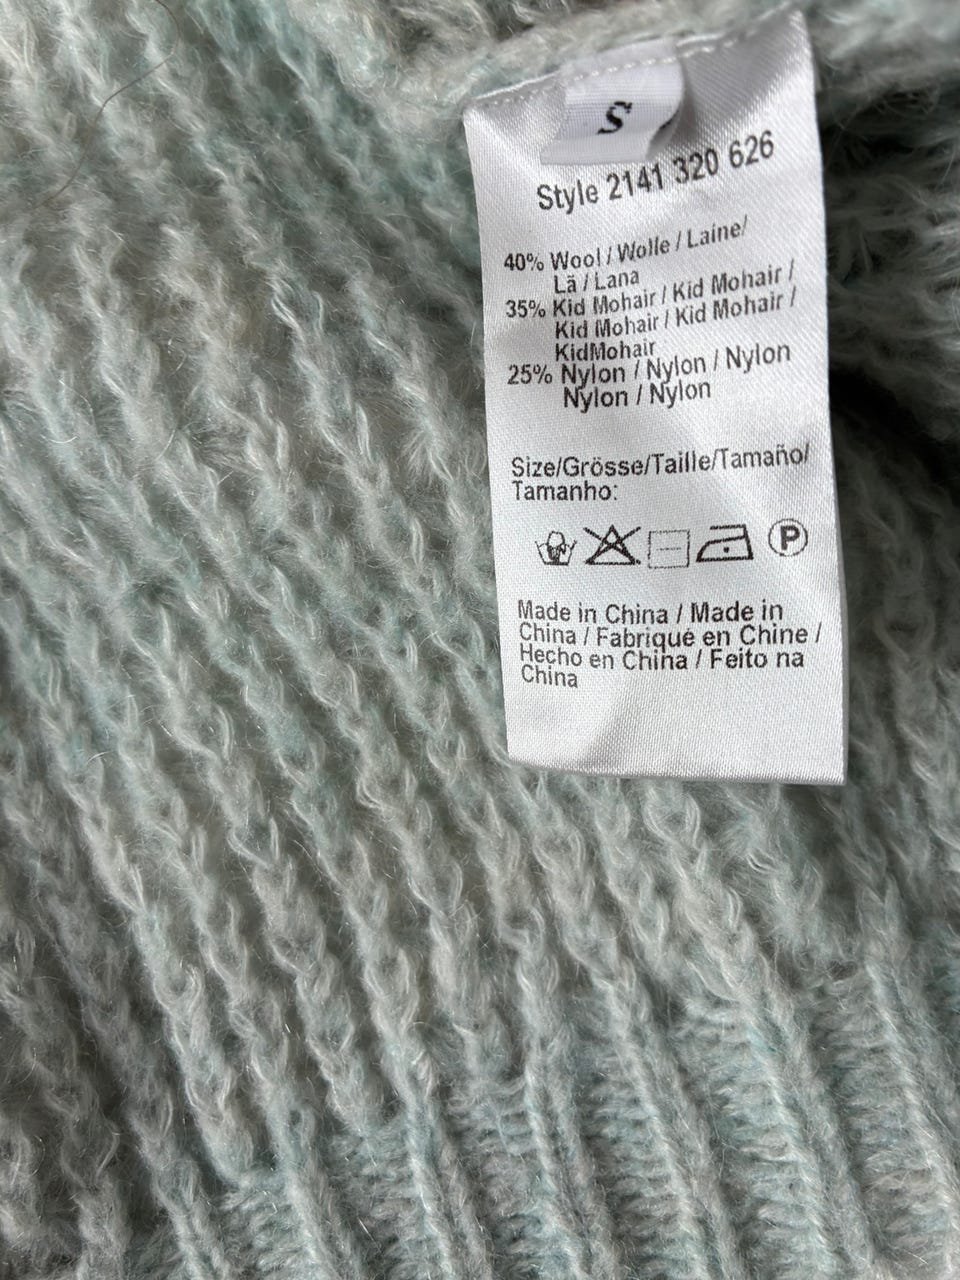 S
Style 2141 320 626
40% Wool / Wolle / Laine/
Lã / Lana
35% Kid Mohair / Kid Mohair /
Kid Mohair / Kid Mohair /
KidMohair
25% Nylon / Nylon / Nylon
Nylon / Nylon
Size/Grösse/Taille/Tamaño/
Tamanho:
P
Made in China / Made in
China / Fabriqué en Chine /
Hecho en China / Feito na
China